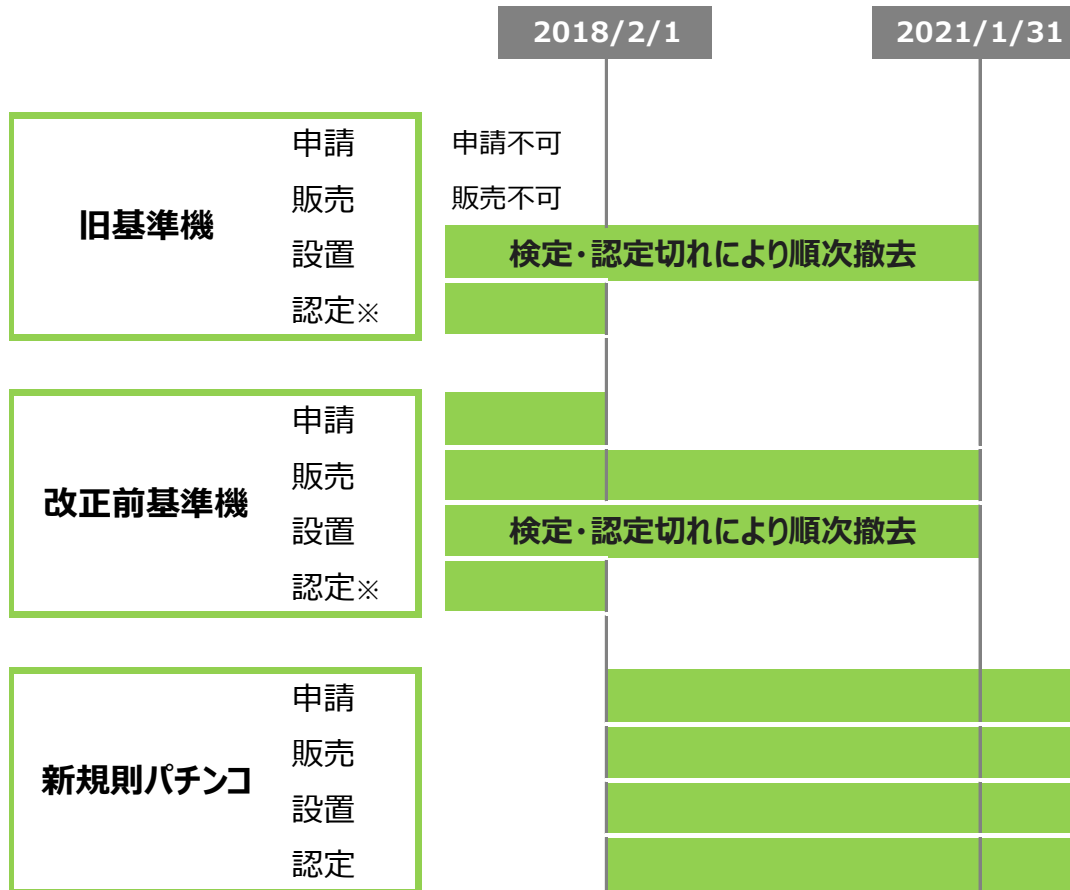 2018/2/1 2021/1/31
旧基準機
申請 申請不可
販売 販売不可
設置 検定・認定切れにより順次撤去
認定※
改正前基準機
申請
販売
設置 検定・認定切れにより順次撤去
認定※
新規則パチンコ
申請
販売
設置
認定